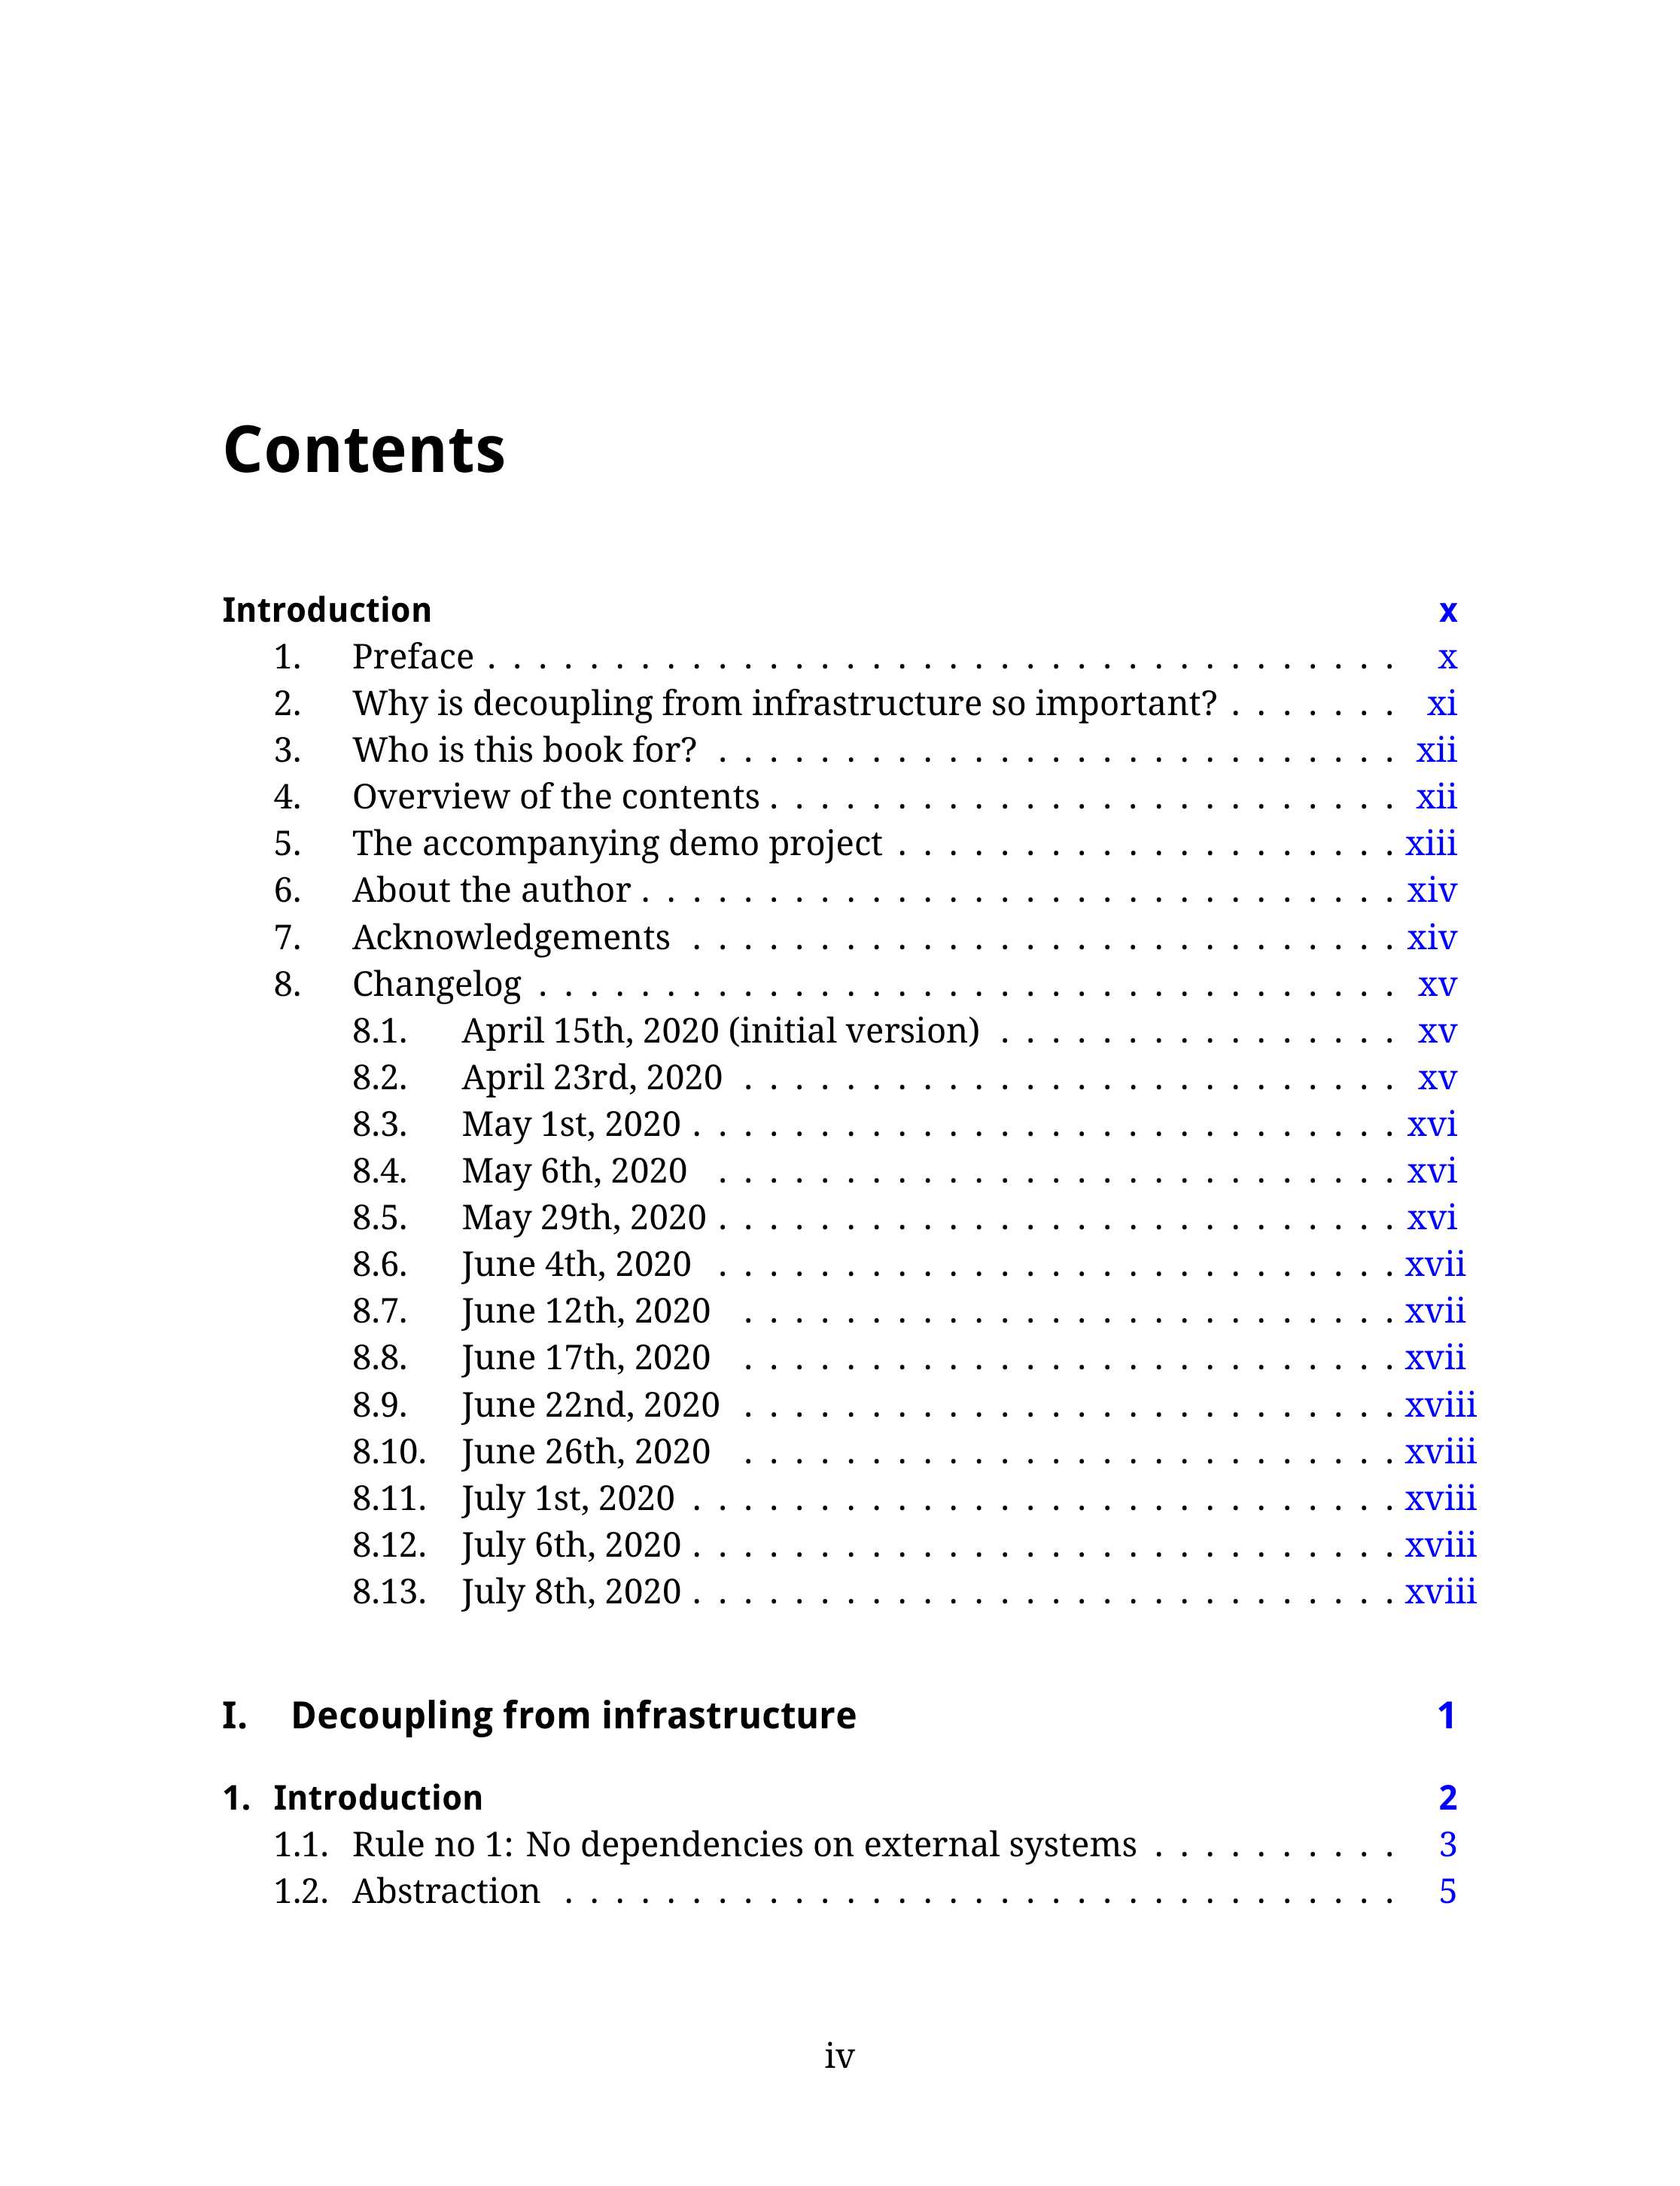 Contents
Introduction x
1. Preface . . . . . . . . . . . . . . . . . . . . . . . . . . . . . . . . . . . . x
2. Why is decoupling from infrastructure so important? . . . . . . . xi
3. Who is this book for? . . . . . . . . . . . . . . . . . . . . . . . . . . . xii
4. Overview of the contents . . . . . . . . . . . . . . . . . . . . . . . . . xii
5. The accompanying demo project . . . . . . . . . . . . . . . . . . . . xiii
6. About the author . . . . . . . . . . . . . . . . . . . . . . . . . . . . . . xiv
7. Acknowledgements . . . . . . . . . . . . . . . . . . . . . . . . . . . . xiv
8. Changelog . . . . . . . . . . . . . . . . . . . . . . . . . . . . . . . . . . xv
8.1. April 15th, 2020 (initial version) . . . . . . . . . . . . . . . . xv
8.2. April 23rd, 2020 . . . . . . . . . . . . . . . . . . . . . . . . . . xv
8.3. May 1st, 2020 . . . . . . . . . . . . . . . . . . . . . . . . . . . . xvi
8.4. May 6th, 2020 . . . . . . . . . . . . . . . . . . . . . . . . . . . xvi
8.5. May 29th, 2020 . . . . . . . . . . . . . . . . . . . . . . . . . . . xvi
8.6. June 4th, 2020 . . . . . . . . . . . . . . . . . . . . . . . . . . . xvii
8.7. June 12th, 2020 . . . . . . . . . . . . . . . . . . . . . . . . . . xvii
8.8. June 17th, 2020 . . . . . . . . . . . . . . . . . . . . . . . . . . xvii
8.9. June 22nd, 2020 . . . . . . . . . . . . . . . . . . . . . . . . . . xviii
8.10. June 26th, 2020 . . . . . . . . . . . . . . . . . . . . . . . . . . xviii
8.11. July 1st, 2020 . . . . . . . . . . . . . . . . . . . . . . . . . . . . xviii
8.12. July 6th, 2020 . . . . . . . . . . . . . . . . . . . . . . . . . . . . xviii
8.13. July 8th, 2020 . . . . . . . . . . . . . . . . . . . . . . . . . . . . xviii
I. Decoupling from infrastructure 1
1. Introduction 2
1.1. Rule no 1: No dependencies on external systems . . . . . . . . . . 3
1.2. Abstraction . . . . . . . . . . . . . . . . . . . . . . . . . . . . . . . . . 5
iv